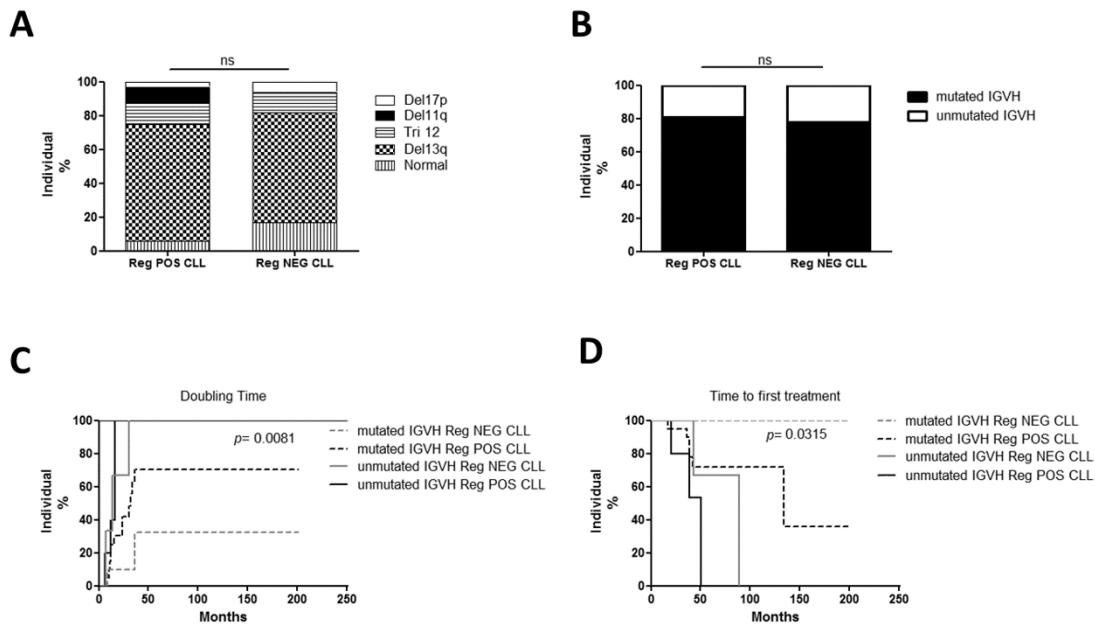 A
ns
100
80
60
40
20
0
Individual
%
Reg POS CLL
Reg NEG CLL
Del17p
Del11q
Tri 12
Del13q
Normal
B
ns
100
80
60
40
20
0
Individual
%
Reg POS CLL
Reg NEG CLL
mutated IGVH
unmutated IGVH
C
Doubling Time
100
80
60
40
20
0
Individual
%
p= 0.0081
0
50
100
150
200
250
Months
mutated IGVH Reg NEG CLL
mutated IGVH Reg POS CLL
unmutated IGVH Reg NEG CLL
unmutated IGVH Reg POS CLL
D
Time to first treatment
100
80
60
40
20
0
Individual
%
p= 0.0315
0
50
100
150
200
250
Months
mutated IGVH Reg NEG CLL
mutated IGVH Reg POS CLL
unmutated IGVH Reg NEG CLL
unmutated IGVH Reg POS CLL